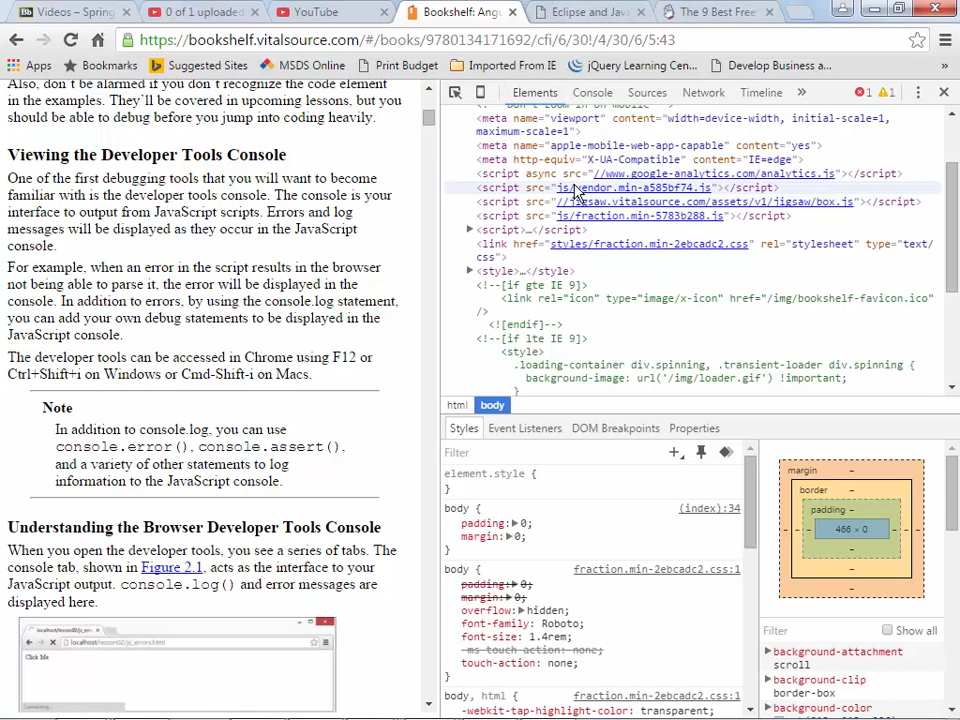 Videos – Spring
0 of 1 uploaded
YouTube
Bookshelf: Angu
Eclipse and Java
The 9 Best Free
https://bookshelf.vitalsource.com/#/books/9780134171692/cfi/6/30!/4/30/6/5:43
Apps
Bookmarks
Suggested Sites
MSDS Online
Print Budget
Imported From IE
jQuery Learning Cen...
Develop Business a...
»
Also, don't be alarmed if you don't recognize the code element
in the examples. They'll be covered in upcoming lessons, but you
should be able to debug before you jump into coding heavily.
Viewing the Developer Tools Console
One of the first debugging tools you will want to become
familiar with is the developer tools console. The console is your
interface to output from JavaScript scripts. Errors and log
messages will be displayed as they occur in the JavaScript
console.
For example, when an error in the script results in the browser
not being able to parse it, the error will be displayed in the
console. In addition to errors, by using the console.log statement,
you can add your own debug statements to be displayed in the
JavaScript console.
The developer tools can be accessed in Chrome using F12 or
Ctrl+Shift+i on Windows or Cmd-Shift-i on Macs.
Note
In addition to console.log, you can use
console.error(), console.assert(),
and a variety of other statements to log
information to the JavaScript console.
Understanding the Browser Developer Tools Console
When you open the developer tools, you see a series of tabs. The
console tab, shown in Figure 2.1, acts as the interface to your
JavaScript output. console.log() and error messages are
displayed here.
localhost/lesson02/js_errors.html
Click Me
Elements Console Sources Network Timeline » 1 1
<!-- Don't zoom in on mobile
<meta name="viewport" content="width=device-width, initial-scale=1,
maximum-scale=1">
<meta name="apple-mobile-web-app-capable" content="yes">
<meta http-equiv="X-UA-Compatible" content="IE=edge">
<script async src="//www.google-analytics.com/analytics.js"></script>
<script src="js/vendor.min-a585bf74.js"></script>
<script src="//jigsaw.vitalsource.com/assets/v1/jigsaw/box.js"></script>
<script src="js/fraction.min-5783b288.js"></script>
<script>…</script>
<link href="styles/fraction.min-2ebcadc2.css" rel="stylesheet" type="text/
css">
<style>…</style>
<!--[if gte IE 9]>
<link rel="icon" type="image/x-icon" href="/img/bookshelf-favicon.ico"
/>
<![endif]-->
<!--[if lte IE 9]>
<style>
.loading-container div.spinning, .transient-loader div.spinning {
background-image: url('/img/loader.gif') !important;
}
html body
Styles Event Listeners DOM Breakpoints Properties
Filter
element.style {
}
body { (index):34
padding: 0;
margin: 0;
}
body { fraction.min-2ebcadc2.css:1
padding: 0;
margin: 0;
overflow: hidden;
font-family: Roboto;
font-size: 1.4rem;
-ms-touch-action: none;
touch-action: none;
}
body, html { fraction.min-2ebcadc2.css:1
-webkit-tap-highlight-color: transparent;
margin –
border –
padding –
– – – 466 × 0 – – –
–
–
–
Filter Show all
background-attachment
scroll
background-clip
border-box
background-color